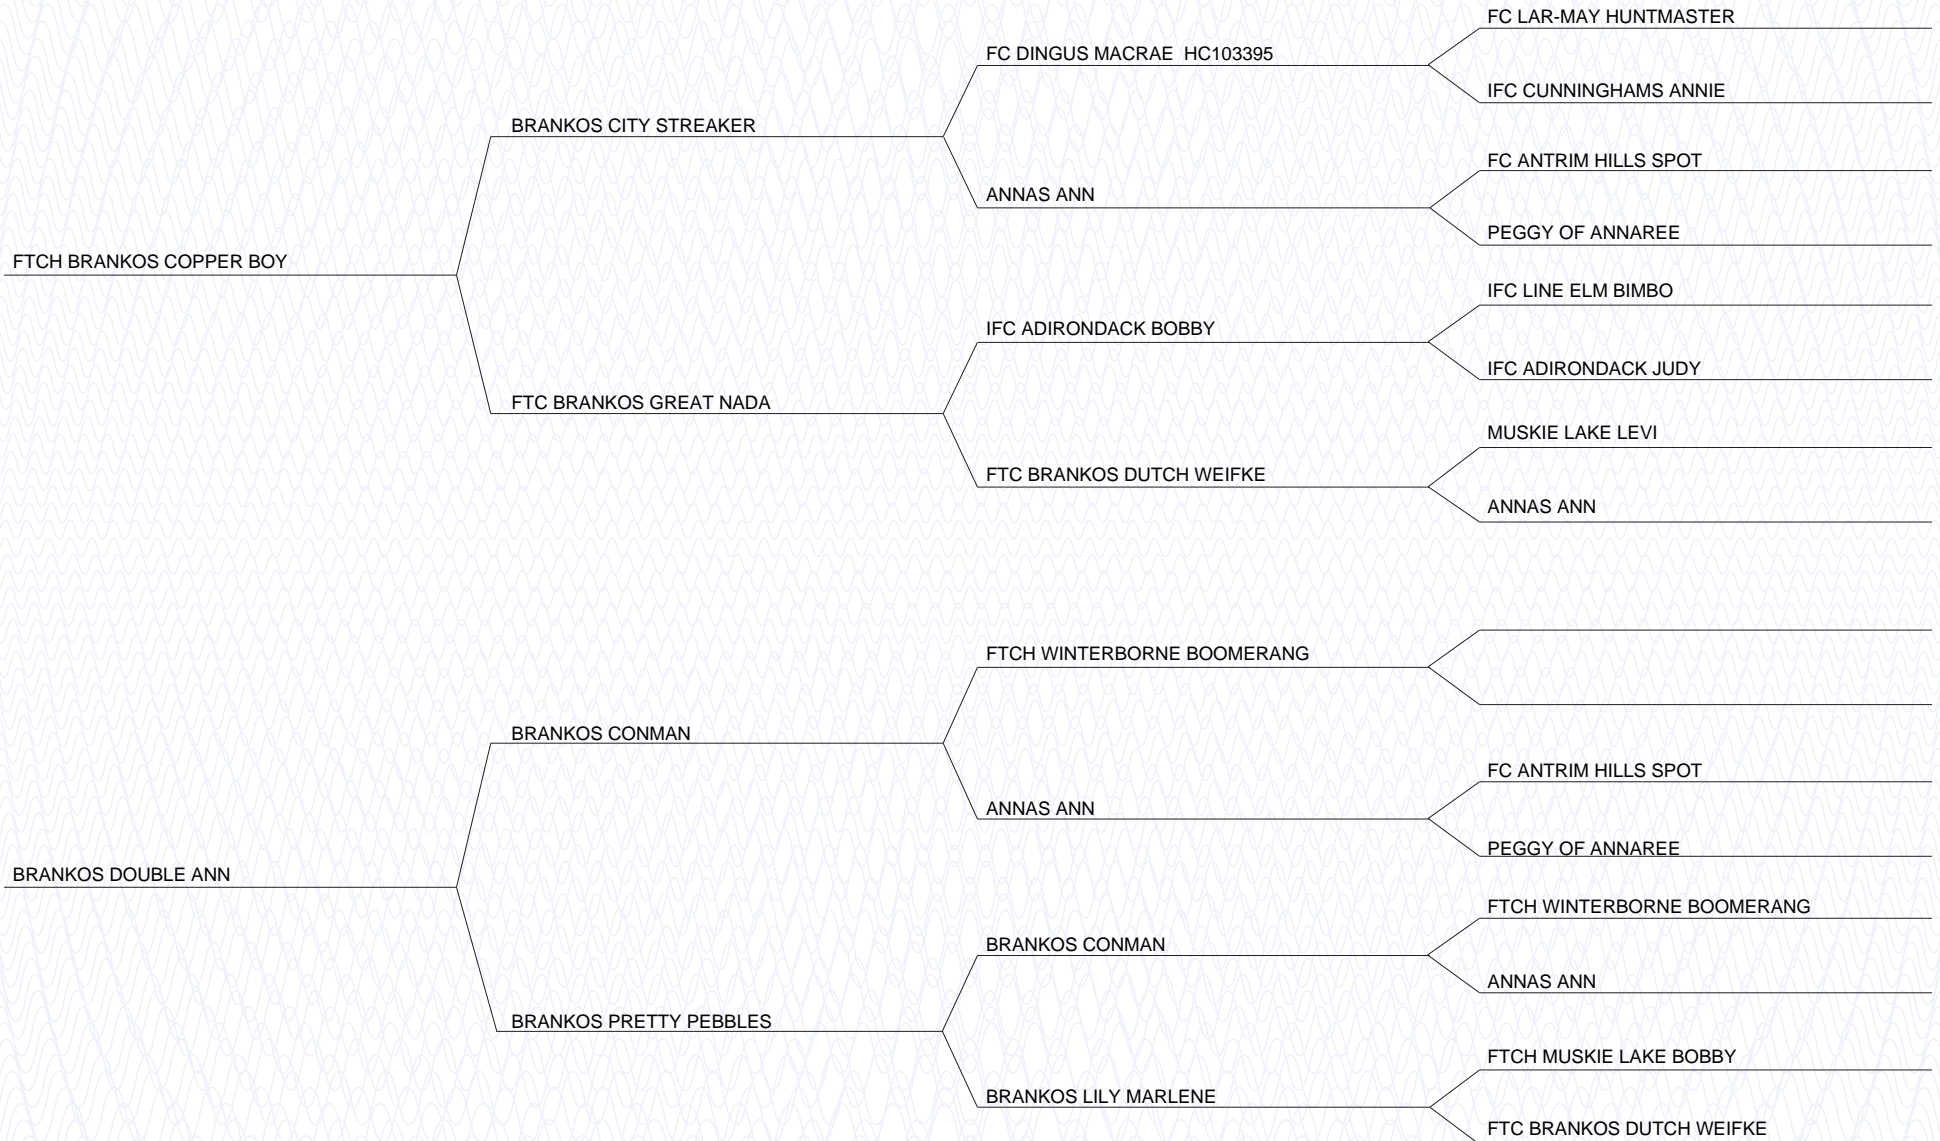 FC LAR-MAY HUNTMASTER
FC DINGUS MACRAE  HC103395
IFC CUNNINGHAMS ANNIE
BRANKOS CITY STREAKER
FC ANTRIM HILLS SPOT
ANNAS ANN
PEGGY OF ANNAREE
FTCH BRANKOS COPPER BOY
IFC LINE ELM BIMBO
IFC ADIRONDACK BOBBY
IFC ADIRONDACK JUDY
FTC BRANKOS GREAT NADA
MUSKIE LAKE LEVI
FTC BRANKOS DUTCH WEIFKE
ANNAS ANN
FTCH WINTERBORNE BOOMERANG
BRANKOS CONMAN
FC ANTRIM HILLS SPOT
ANNAS ANN
PEGGY OF ANNAREE
BRANKOS DOUBLE ANN
FTCH WINTERBORNE BOOMERANG
BRANKOS CONMAN
ANNAS ANN
BRANKOS PRETTY PEBBLES
FTCH MUSKIE LAKE BOBBY
BRANKOS LILY MARLENE
FTC BRANKOS DUTCH WEIFKE